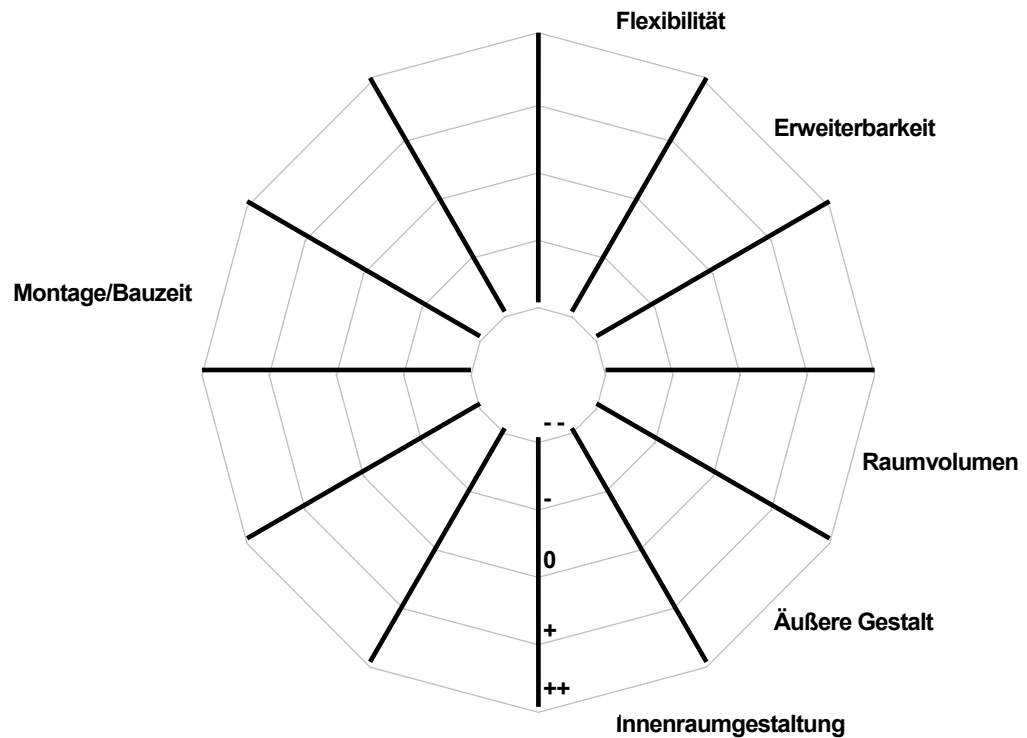 Flexibilität
Erweiterbarkeit
Montage/Bauzeit
- -
Raumvolumen
-
0
Äußere Gestalt
+
++
Innenraumgestaltung